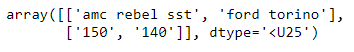 array([['amc rebel sst', 'ford torino'],
       ['150', '140']], dtype='<U25')